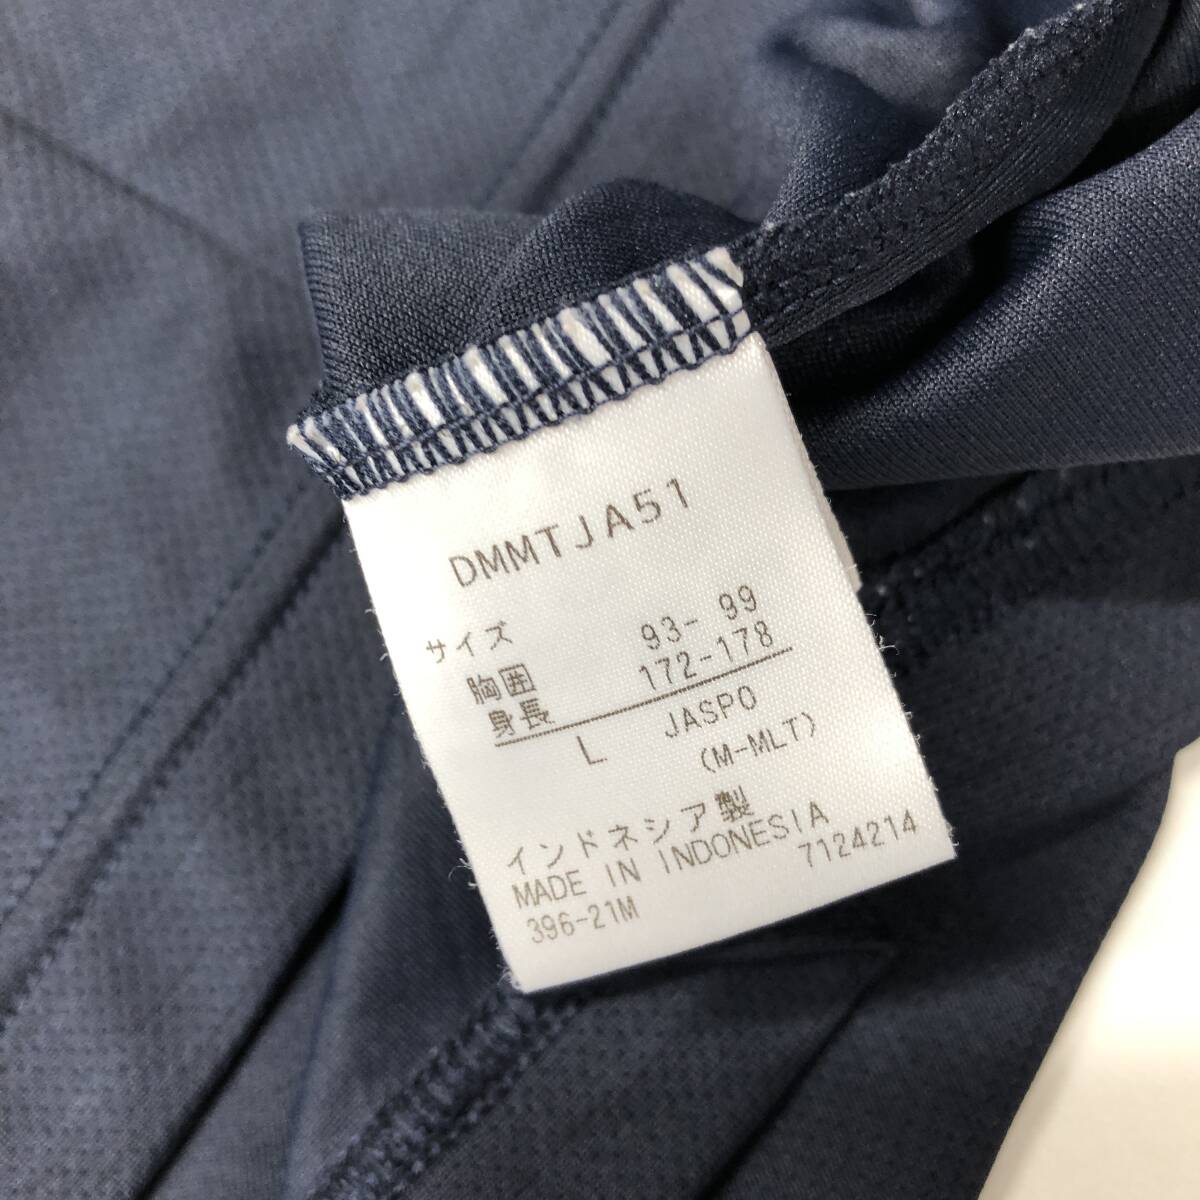 DMMTJA51
サイズ
胸囲 93- 99
身長 172-178
L JASPO
(M-MLT)
インドネシア製
MADE IN INDONESIA
396-21M 7124214